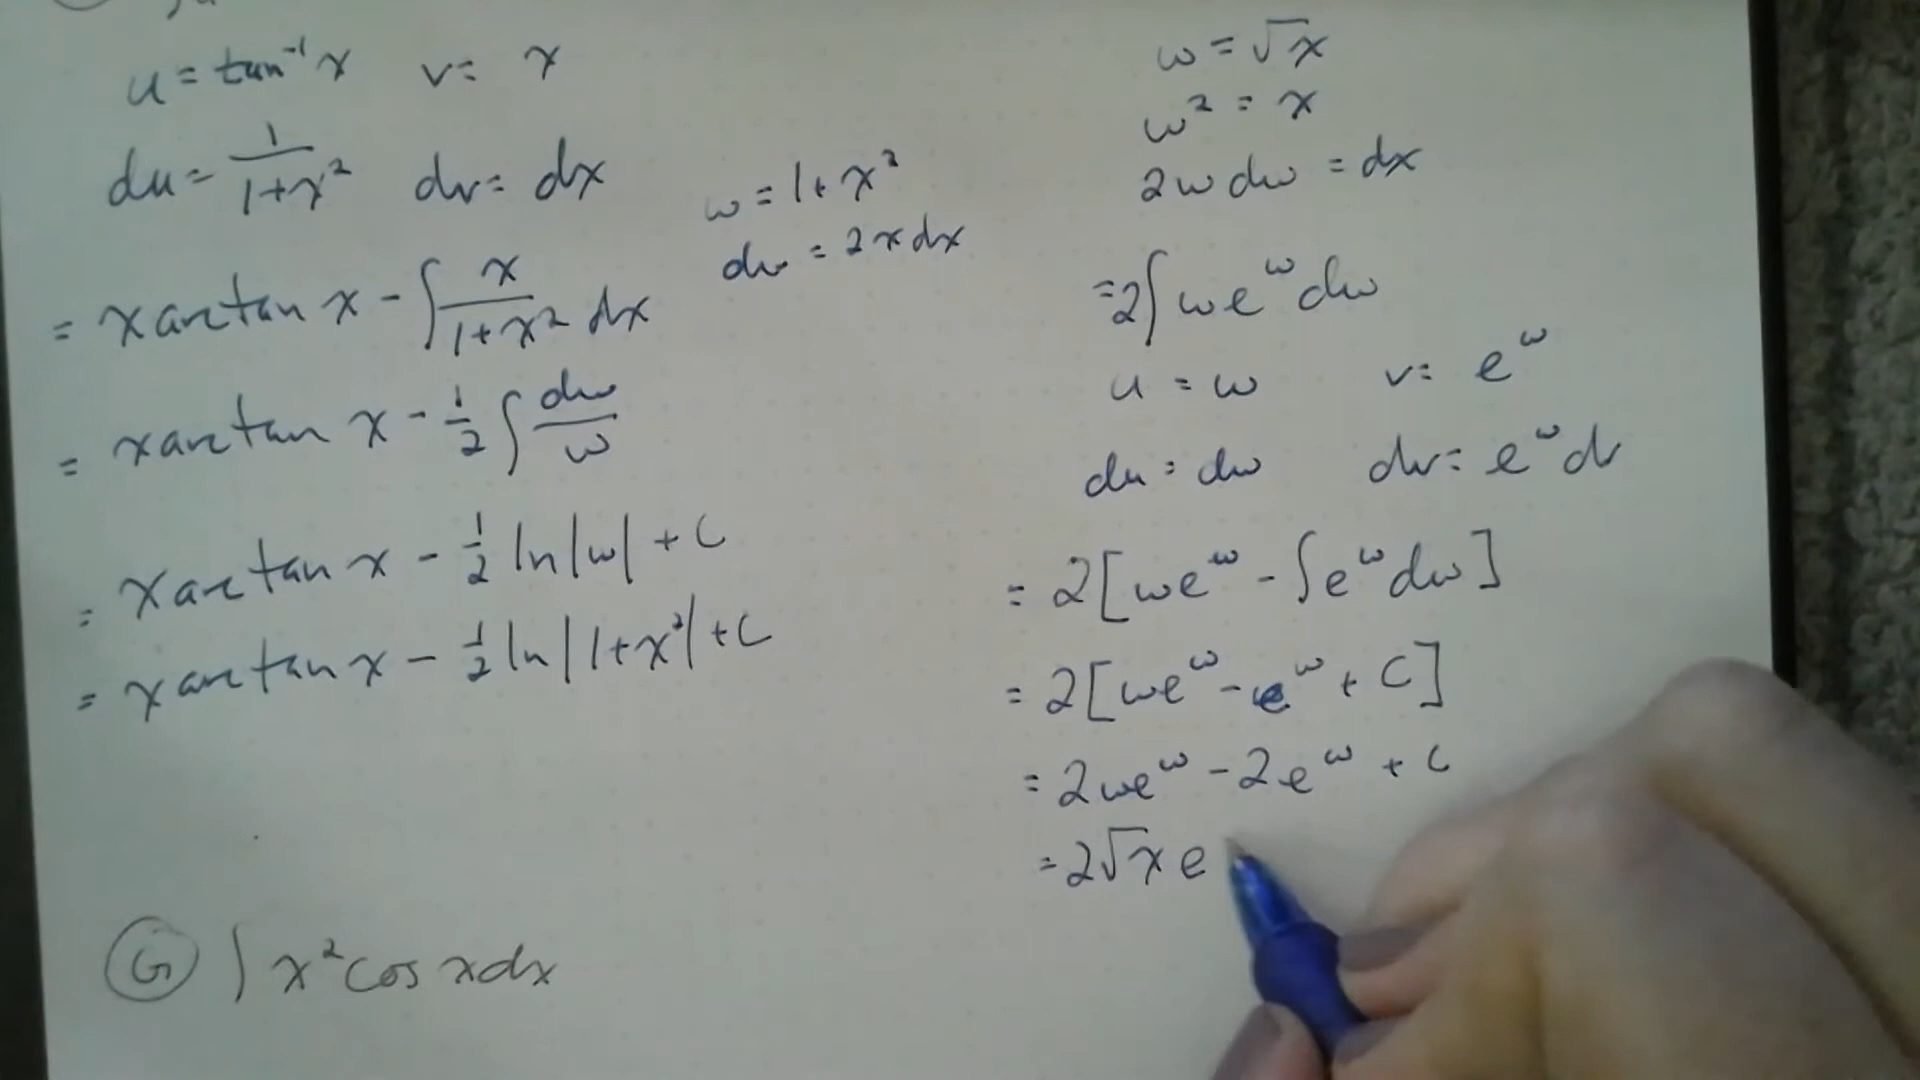 u = tan⁻¹ x   v = x
du = 1/(1+x²)   dv = dx
w = 1 + x²
dw = 2x dx
= x arctan x - ∫ x/(1+x²) dx
= x arctan x - 1/2 ∫ dw/w
= x arctan x - 1/2 ln|w| + C
= x arctan x - 1/2 ln|1+x²| + C
G ∫ x² cos x dx
w = √x
w² = x
2w dw = dx
= 2∫ w e^w dw
u = w   v = e^w
du = dw   dv = e^w dv
= 2[we^w - ∫e^w dw]
= 2[we^w - e^w + C]
= 2we^w - 2e^w + C
= 2√x e